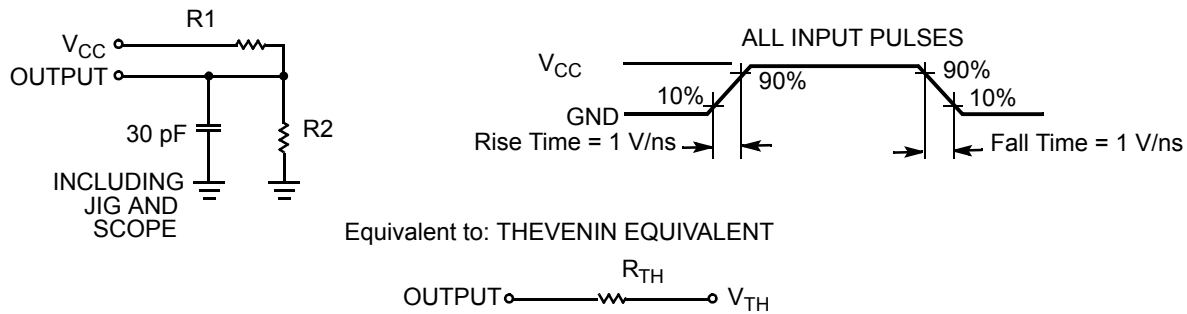 R1
VCC
OUTPUT
30 pF
R2
INCLUDING
JIG AND
SCOPE
ALL INPUT PULSES
VCC
GND
10%
90%
90%
10%
Rise Time = 1 V/ns
Fall Time = 1 V/ns
Equivalent to: THEVENIN EQUIVALENT
RTH
OUTPUT
VTH